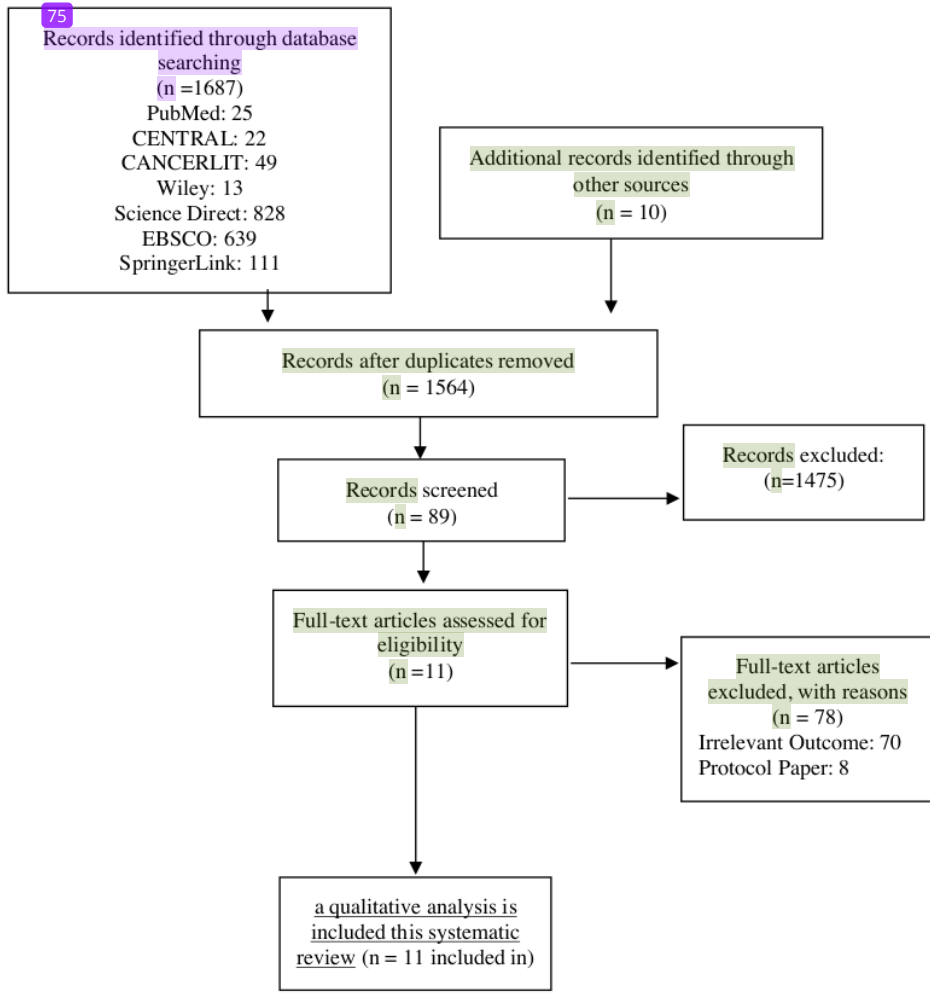 75
Records identified through database
searching
(n =1687)
PubMed: 25
CENTRAL: 22
CANCERLIT: 49
Wiley: 13
Science Direct: 828
EBSCO: 639
SpringerLink: 111
Additional records identified through
other sources
(n = 10)
Records after duplicates removed
(n = 1564)
Records screened
(n = 89)
Records excluded:
(n=1475)
Full-text articles assessed for
eligibility
(n =11)
Full-text articles
excluded, with reasons
(n = 78)
Irrelevant Outcome: 70
Protocol Paper: 8
a qualitative analysis is
included this systematic
review (n = 11 included in)